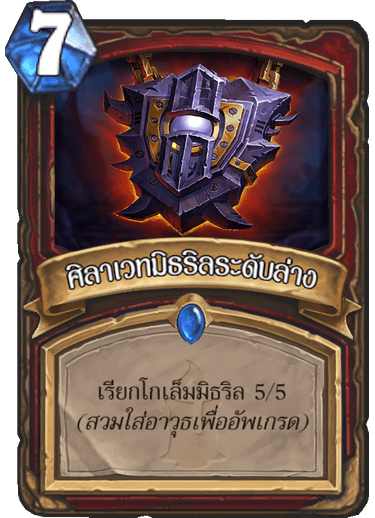 7
ศิลาเวทมิธริลระดับล่าง
เรียกโกเล็มมิธริล 5/5
(สวมใส่อาวุธเพื่ออัพเกรด)